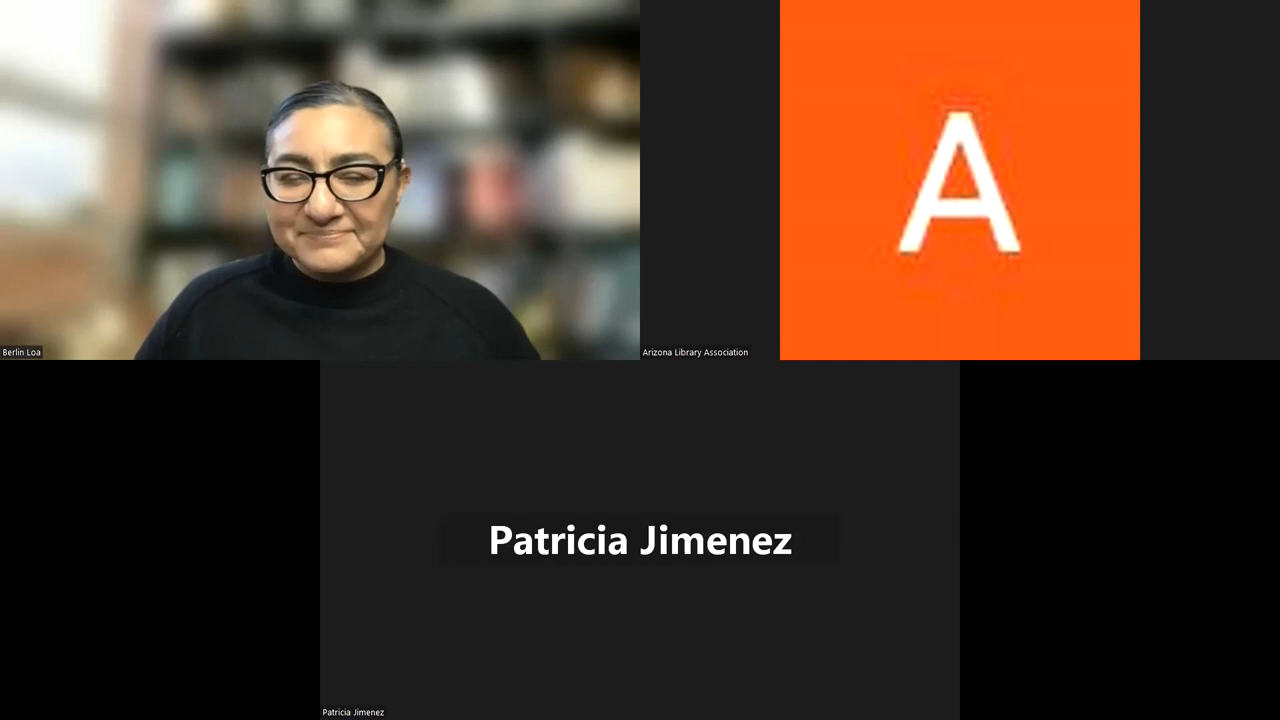 Berlin Loa
A
Arizona Library Association
Patricia Jimenez
Patricia Jimenez